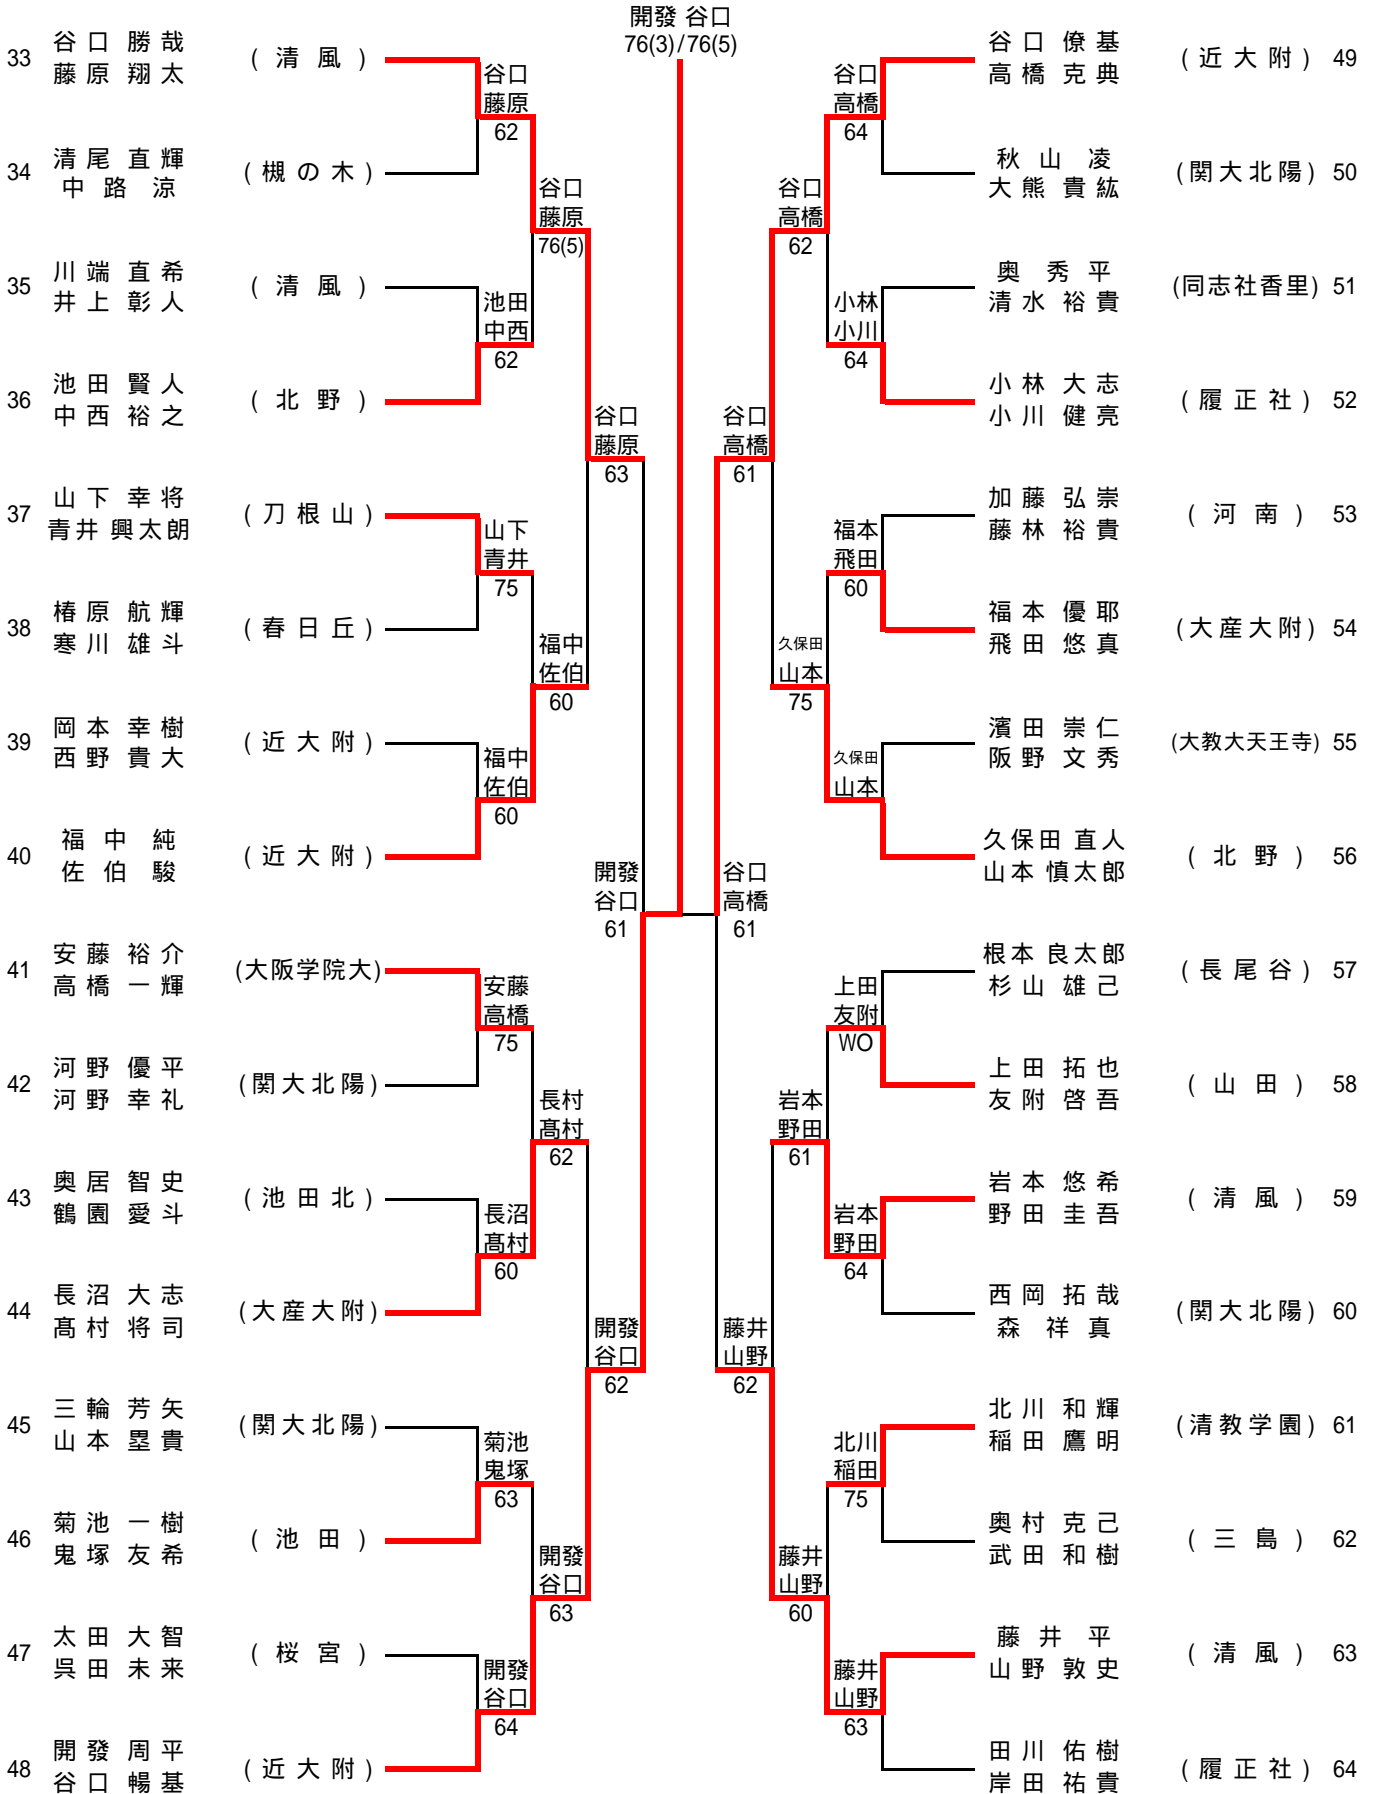 開發 谷口
76(3)/76(5)
33 谷口 勝哉 (清風)
藤原 翔太
谷口
藤原
62
34 清尾 直輝 (槻の木)
中路 涼
谷口
藤原
76(5)
35 川端 直希 (清風)
井上 彰人
池田
中西
62
36 池田 賢人 (北野)
中西 裕之
谷口
藤原
63
37 山下 幸将 (刀根山)
青井 興太朗
山下
青井
75
38 椿原 航輝 (春日丘)
寒川 雄斗
福中
佐伯
60
39 岡本 幸樹 (近大附)
西野 貴大
福中
佐伯
60
40 福中 純 (近大附)
佐伯 駿
開發
谷口
61
41 安藤 裕介 (大阪学院大)
高橋 一輝
安藤
高橋
75
42 河野 優平 (関大北陽)
河野 幸礼
長村
髙村
62
43 奥居 智史 (池田北)
鶴園 愛斗
長沼
髙村
60
44 長沼 大志 (大産大附)
髙村 将司
開發
谷口
62
45 三輪 芳矢 (関大北陽)
山本 塁貴
菊池
鬼塚
63
46 菊池 一樹 (池田)
鬼塚 友希
開發
谷口
63
47 太田 大智 (桜宮)
呉田 未来
開發
谷口
64
48 開發 周平 (近大附)
谷口 暢基
谷口 僚基 (近大附) 49
高橋 克典
谷口
高橋
64
秋山 凌 (関大北陽) 50
大熊 貴紘
谷口
高橋
62
奥 秀平 (同志社香里) 51
清水 裕貴
小林
小川
64
小林 大志 (履正社) 52
小川 健亮
谷口
高橋
61
加藤 弘崇 (河南) 53
藤林 裕貴
福本
飛田
60
福本 優耶 (大産大附) 54
飛田 悠真
久保田
山本
75
濱田 崇仁 (大教大天王寺) 55
阪野 文秀
久保田
山本
久保田 直人 (北野) 56
山本 慎太郎
谷口
高橋
61
根本 良太郎 (長尾谷) 57
杉山 雄己
上田
友附
WO
上田 拓也 (山田) 58
友附 啓吾
岩本
野田
61
岩本 悠希 (清風) 59
野田 圭吾
岩本
野田
64
西岡 拓哉 (関大北陽) 60
森 祥真
藤井
山野
62
北川 和輝 (清教学園) 61
稲田 鷹明
北川
稲田
75
奥村 克己 (三島) 62
武田 和樹
藤井
山野
60
藤井 平 (清風) 63
山野 敦史
藤井
山野
63
田川 佑樹 (履正社) 64
岸田 祐貴